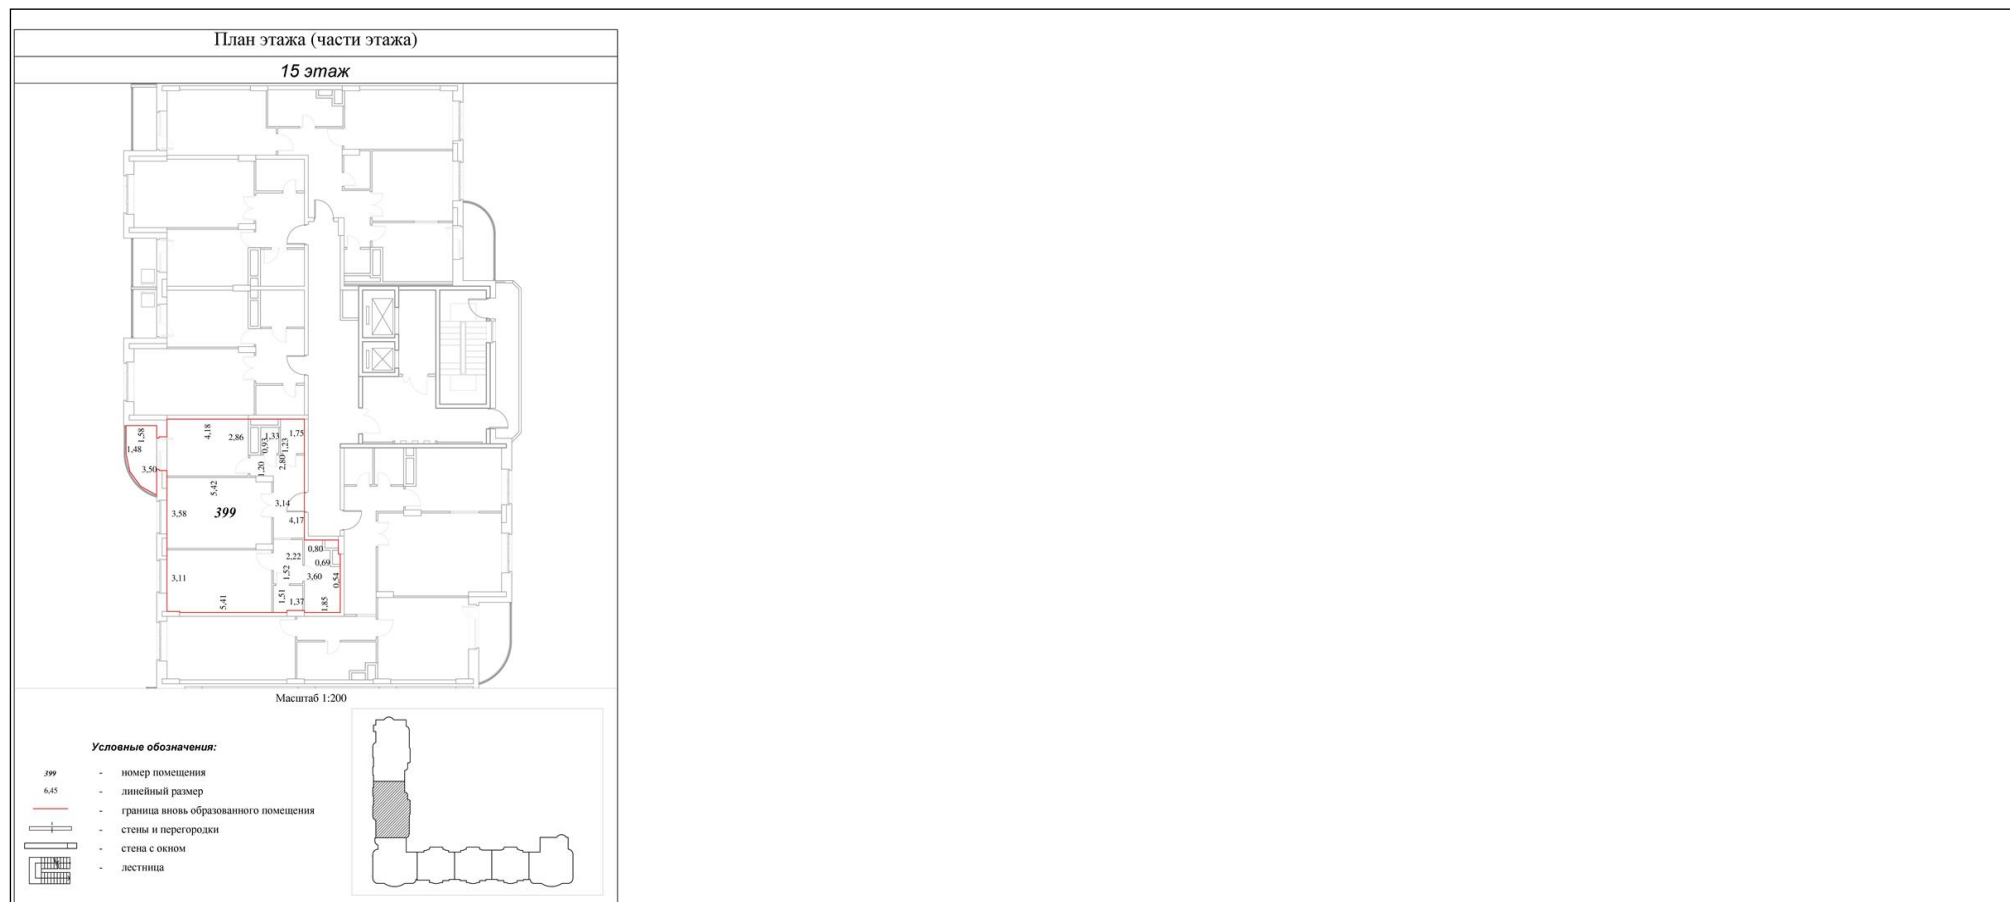 План этажа (части этажа)
15 этаж
4,18
2,86
0,93
1,33
1,23
1,75
1,58
1,48
3,50
1,20
2,80
5,42
3,14
3,58
399
4,17
0,80
2,22
0,69
1,52
3,60
0,54
3,11
5,41
1,51
1,37
1,85
Масштаб 1:200
Условные обозначения:
399 - номер помещения
6,45 - линейный размер
- граница вновь образованного помещения
- стены и перегородки
- стена с окном
- лестница